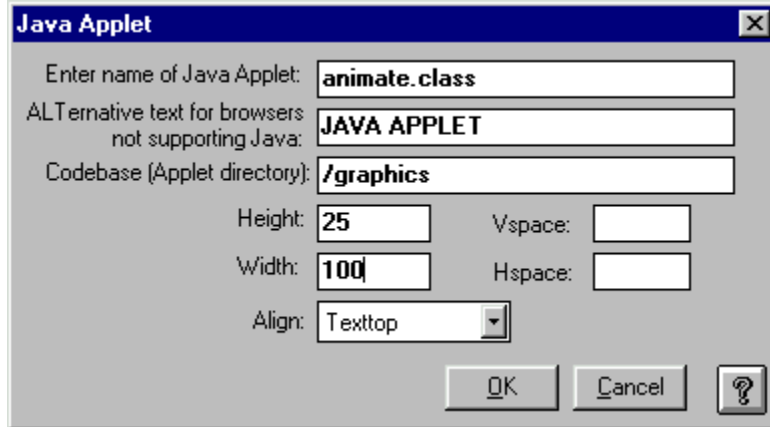 Java Applet
Enter name of Java Applet: animate.class
ALTernative text for browsers
not supporting Java: JAVA APPLET
Codebase (Applet directory): /graphics
Height: 25 Vspace:
Width: 100 Hspace:
Align: Texttop
OK Cancel ?